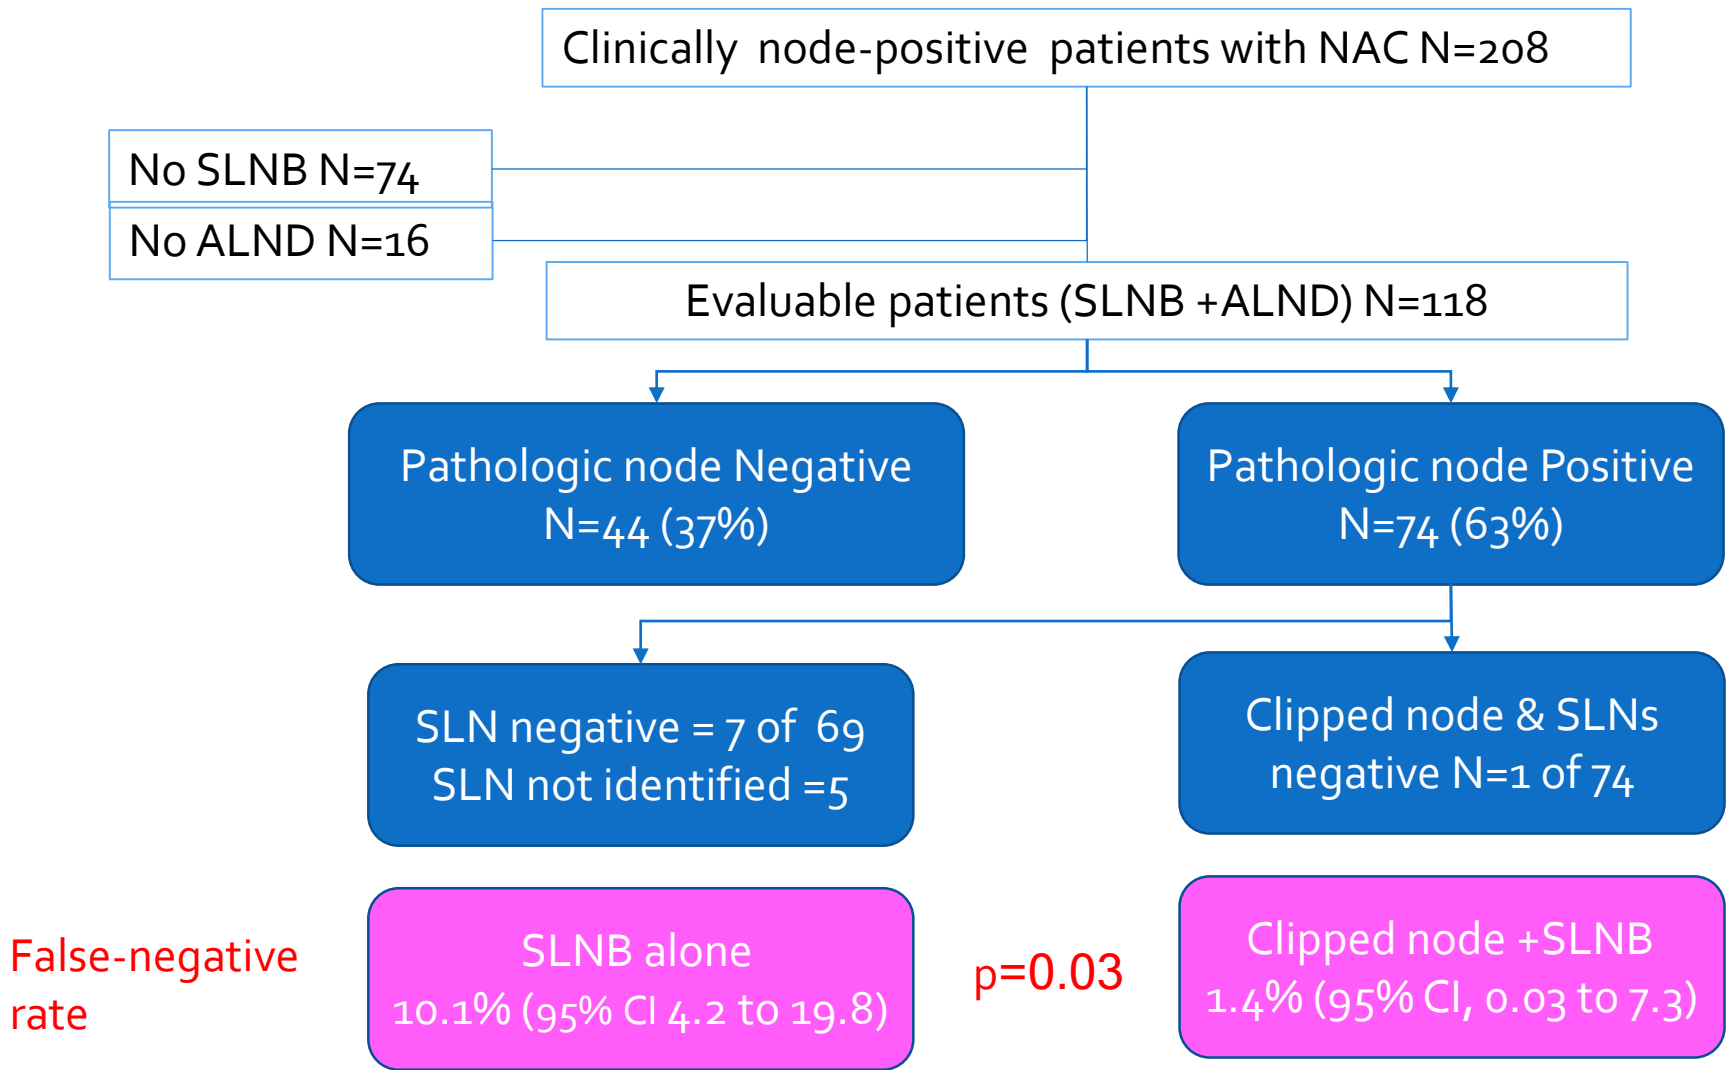 Clinically node-positive patients with NAC N=208
No SLNB N=74
No ALND N=16
Evaluable patients (SLNB +ALND) N=118
Pathologic node Negative
N=44 (37%)
Pathologic node Positive
N=74 (63%)
SLN negative = 7 of 69
SLN not identified =5
Clipped node & SLNs
negative N=1 of 74
False-negative
rate
SLNB alone
10.1% (95% CI 4.2 to 19.8)
p=0.03
Clipped node +SLNB
1.4% (95% CI, 0.03 to 7.3)